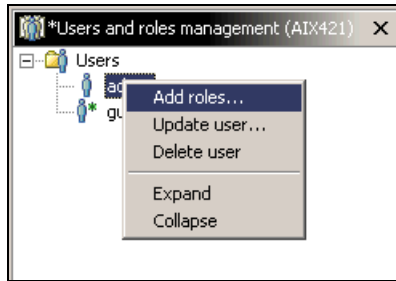 *Users and roles management (AIX421)
Users
Add roles...
Update user...
Delete user
Expand
Collapse